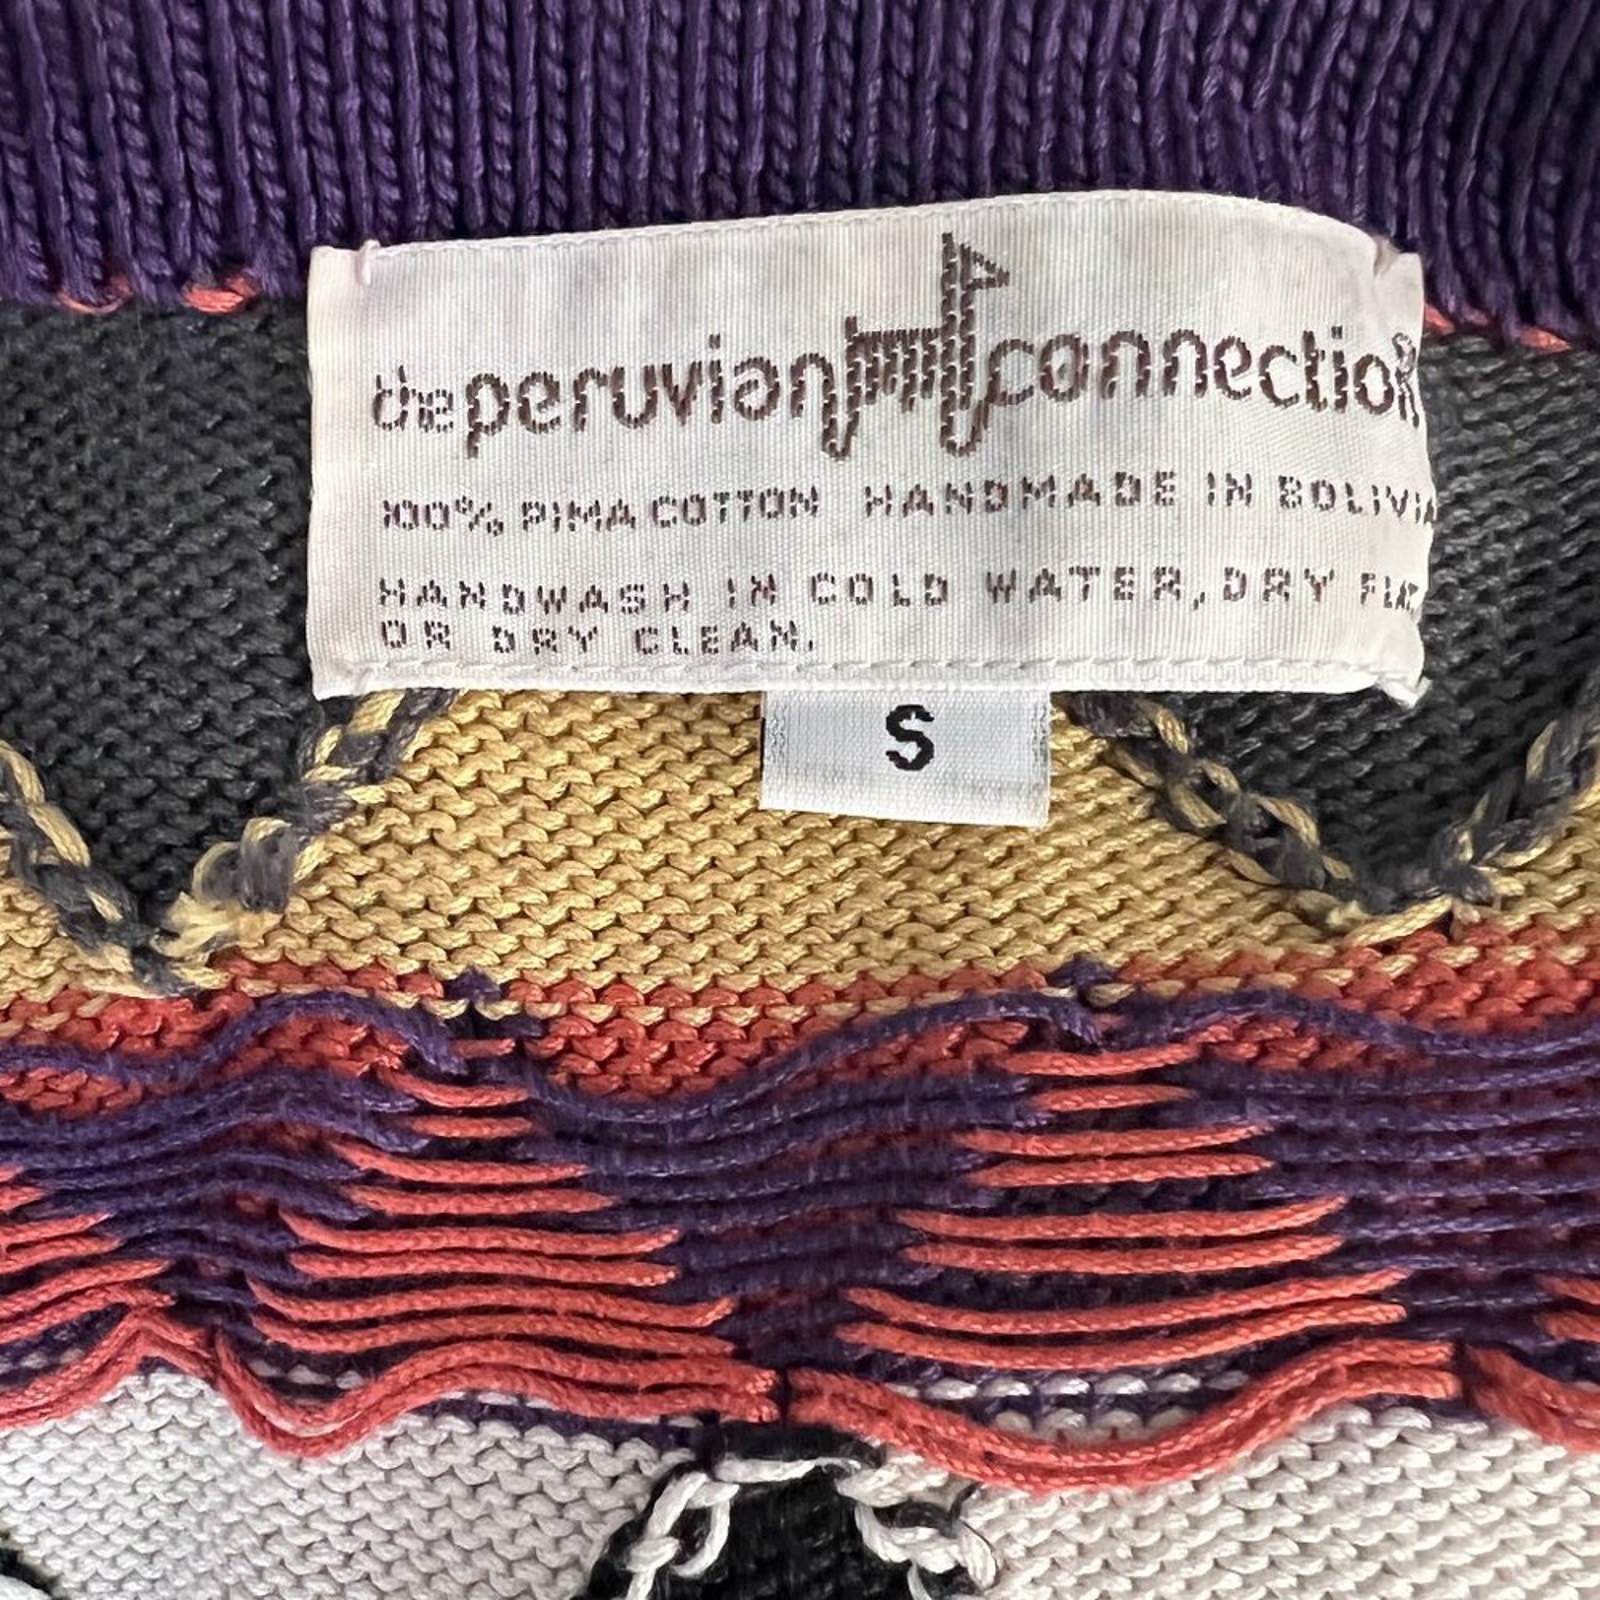 the peruvian connection
100% PIMA COTTON HANDMADE IN BOLIVIA
HANDWASH IN COLD WATER, DRY FLAT,
OR DRY CLEAN.
S